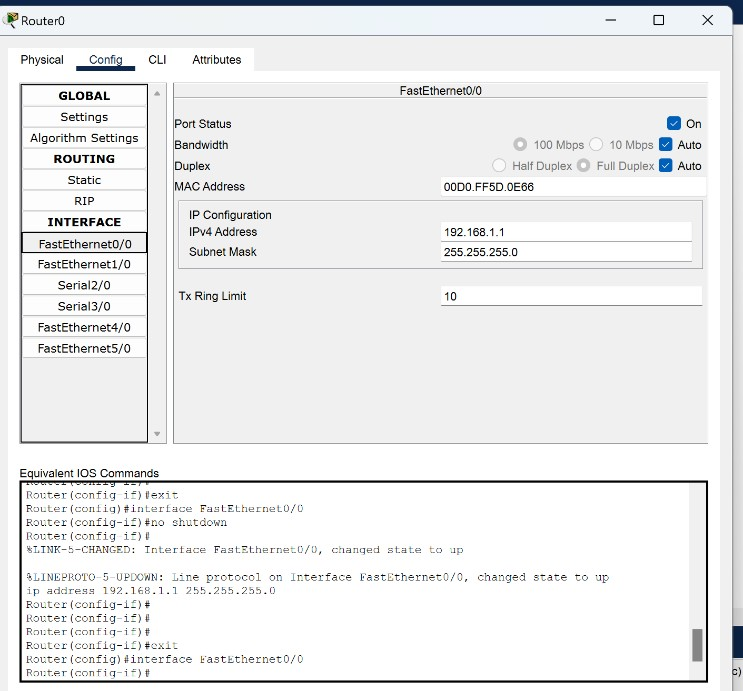 Router0
Physical Config CLI Attributes
GLOBAL
Settings
Algorithm Settings
ROUTING
Static
RIP
INTERFACE
FastEthernet0/0
FastEthernet1/0
Serial2/0
Serial3/0
FastEthernet4/0
FastEthernet5/0
FastEthernet0/0
Port Status On
Bandwidth 100 Mbps 10 Mbps Auto
Duplex Half Duplex Full Duplex Auto
MAC Address 00D0.FF5D.0E66
IP Configuration
IPv4 Address 192.168.1.1
Subnet Mask 255.255.255.0
Tx Ring Limit 10
Equivalent IOS Commands
Router(config-if)#exit
Router(config)#interface FastEthernet0/0
Router(config-if)#no shutdown
Router(config-if)#
%LINK-5-CHANGED: Interface FastEthernet0/0, changed state to up
%LINEPROTO-5-UPDOWN: Line protocol on Interface FastEthernet0/0, changed state to up
ip address 192.168.1.1 255.255.255.0
Router(config-if)#
Router(config-if)#
Router(config-if)#
Router(config-if)#exit
Router(config)#interface FastEthernet0/0
Router(config-if)#
c)